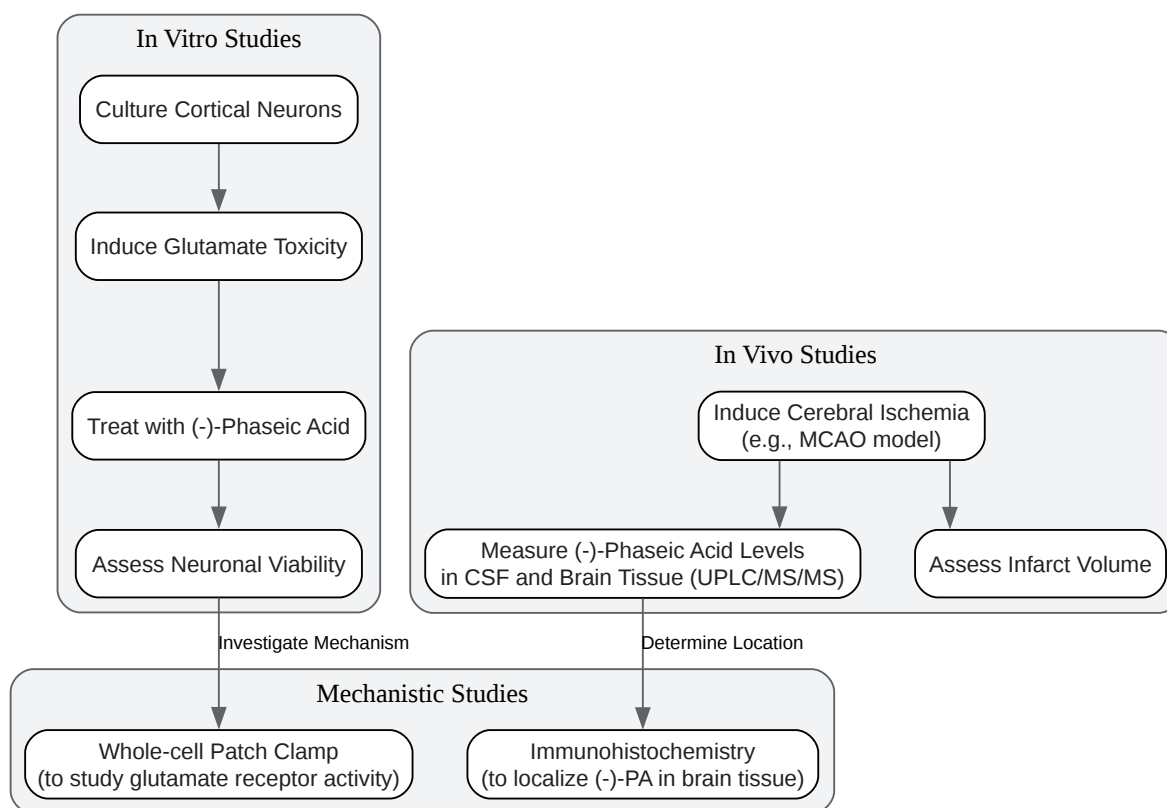 In Vitro Studies
Culture Cortical Neurons
Induce Glutamate Toxicity
Treat with (-)-Phaseic Acid
Assess Neuronal Viability
In Vivo Studies
Induce Cerebral Ischemia
(e.g., MCAO model)
Measure (-)-Phaseic Acid Levels
in CSF and Brain Tissue (UPLC/MS/MS)
Assess Infarct Volume
Investigate Mechanism
Determine Location
Mechanistic Studies
Whole-cell Patch Clamp
(to study glutamate receptor activity)
Immunohistochemistry
(to localize (-)-PA in brain tissue)